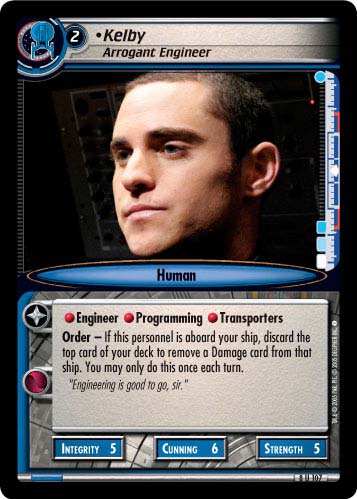 2
•Kelby
Arrogant Engineer
Human
Engineer Programming Transporters
Order – If this personnel is aboard your ship, discard the
top card of your deck to remove a Damage card from that
ship. You may only do this once each turn.
"Engineering is good to go, sir."
INTEGRITY 5 CUNNING 6 STRENGTH 5
8 U 107